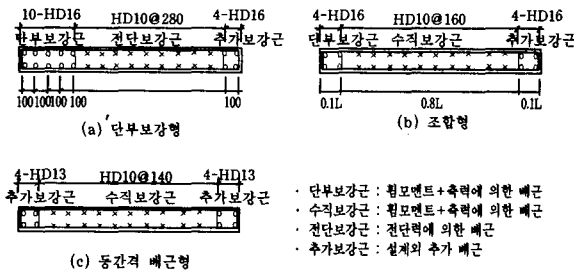 10-HD16 HD10@280 4-HD16
단부보강근 전단보강근 추가보강근
100 100 100 100 100 100
(a) 단부보강형
4-HD16 HD10@160 4-HD16
단부보강근 수직보강근 추가보강근
0.1L 0.8L 0.1L
(b) 조합형
4-HD13 HD10@140 4-HD13
추가보강근 수직보강근 추가보강근
(c) 등간격 배근형
· 단부보강근 : 휨모멘트+축력에 의한 배근
· 수직보강근 : 휨모멘트+축력에 의한 배근
· 전단보강근 : 전단력에 의한 배근
· 추가보강근 : 설계외 추가 배근